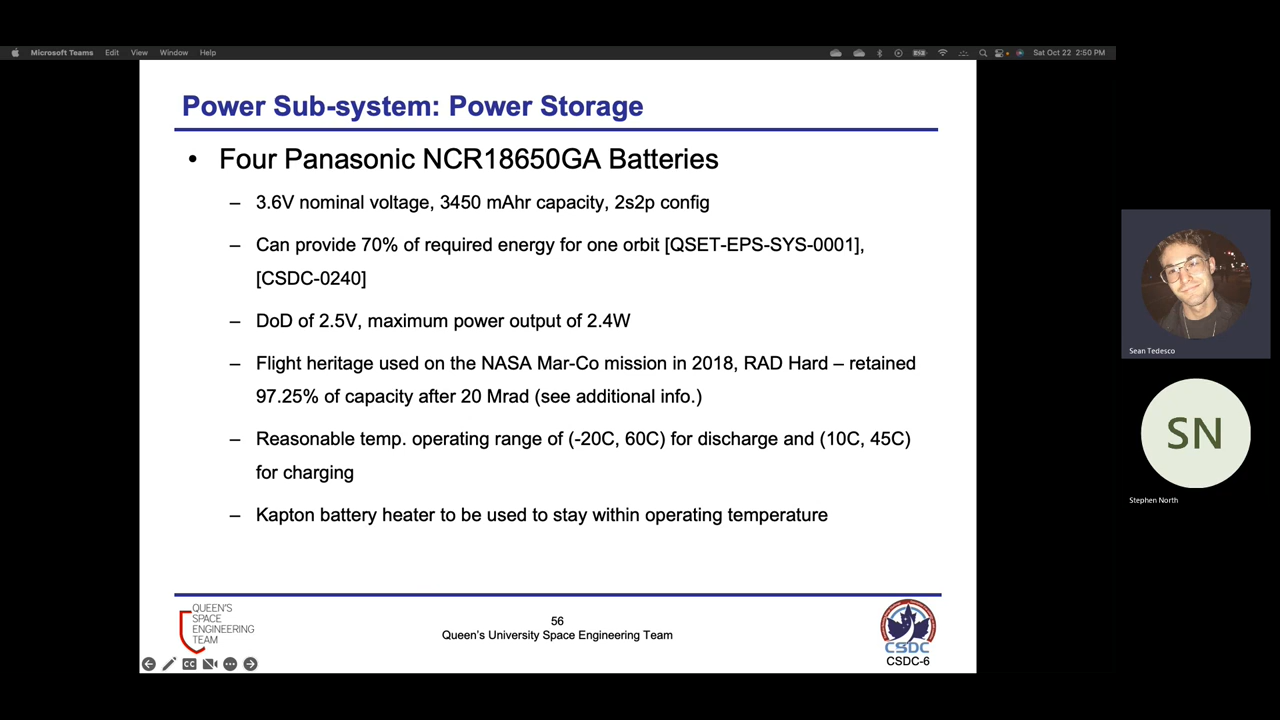 Microsoft Teams Edit View Window Help Sat Oct 22 2:50 PM
Power Sub-system: Power Storage
• Four Panasonic NCR18650GA Batteries
– 3.6V nominal voltage, 3450 mAhr capacity, 2s2p config
– Can provide 70% of required energy for one orbit [QSET-EPS-SYS-0001],
[CSDC-0240]
– DoD of 2.5V, maximum power output of 2.4W
– Flight heritage used on the NASA Mar-Co mission in 2018, RAD Hard – retained
97.25% of capacity after 20 Mrad (see additional info.)
– Reasonable temp. operating range of (-20C, 60C) for discharge and (10C, 45C)
for charging
– Kapton battery heater to be used to stay within operating temperature
QUEEN'S
SPACE
ENGINEERING
TEAM
56
Queen's University Space Engineering Team
CSDC
CSDC-6
CC
Sean Tedesco
SN
Stephen North